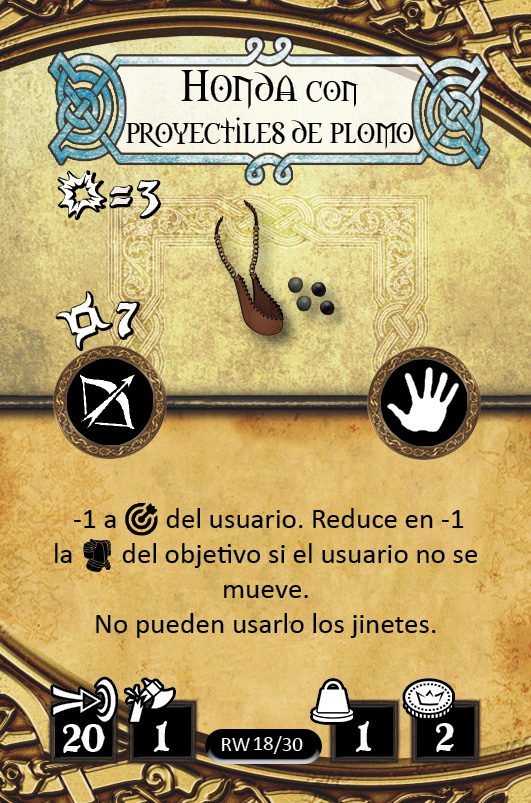 Honda con
proyectiles de plomo
=3
7
-1 a del usuario. Reduce en -1
la del objetivo si el usuario no se
mueve.
No pueden usarlo los jinetes.
20
1
RW 18/30
1
2